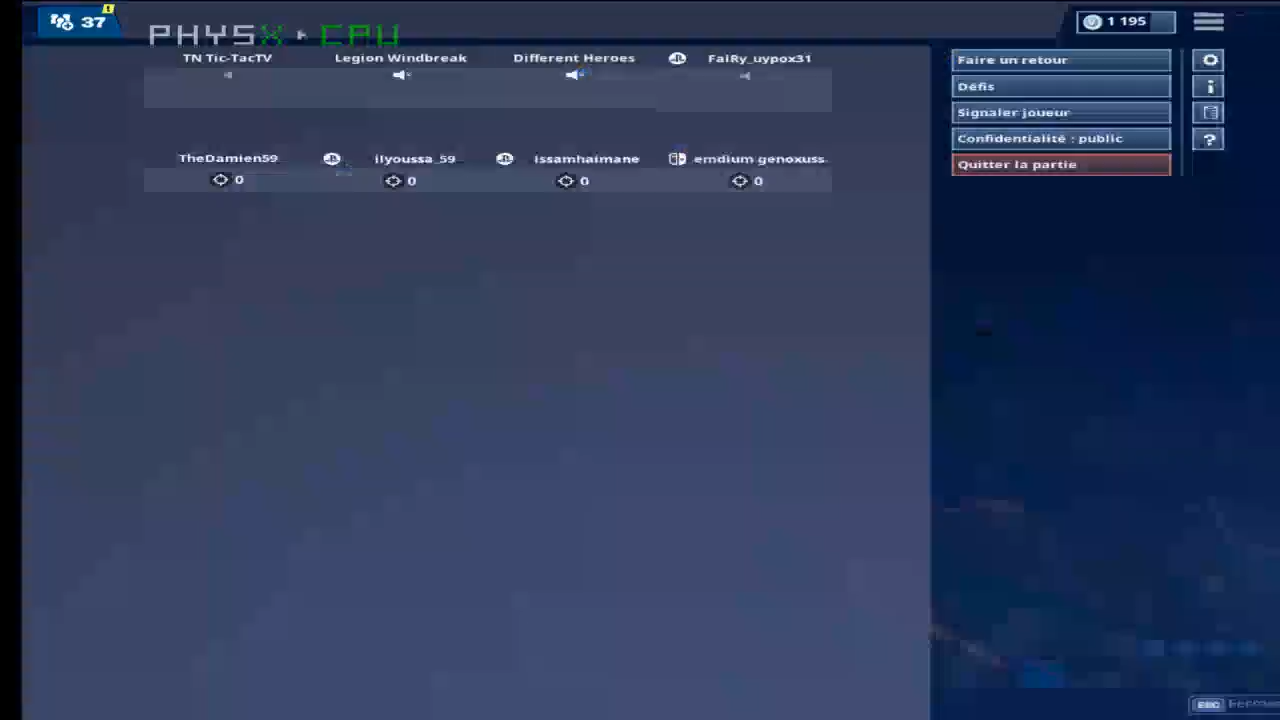 37 1 195
PHYSX > CPU
TN Tic-TacTV Legion Windbreak Different Heroes FaiRy_uypox31
Faire un retour
Défis
Signaler joueur
Confidentialité : public
Quitter la partie
TheDamien59 ilyoussa_59 issamhaimane emdium genoxuss
0 0 0 0
?